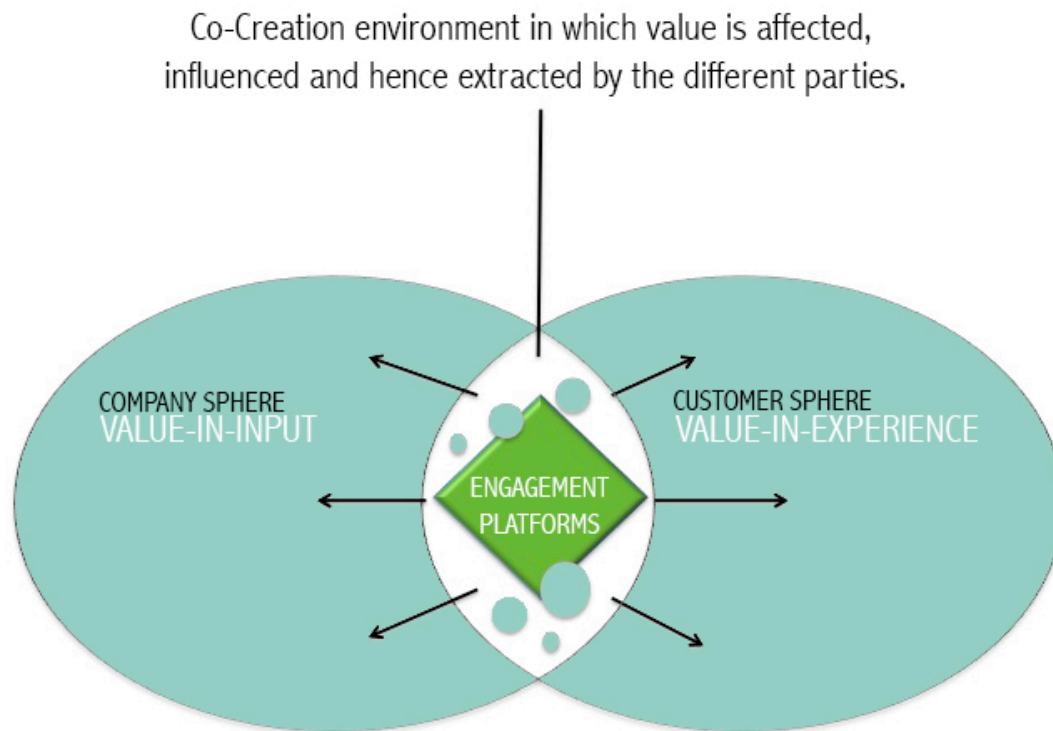 Co-Creation environment in which value is affected,
influenced and hence extracted by the different parties.
COMPANY SPHERE
VALUE-IN-INPUT
CUSTOMER SPHERE
VALUE-IN-EXPERIENCE
ENGAGEMENT
PLATFORMS